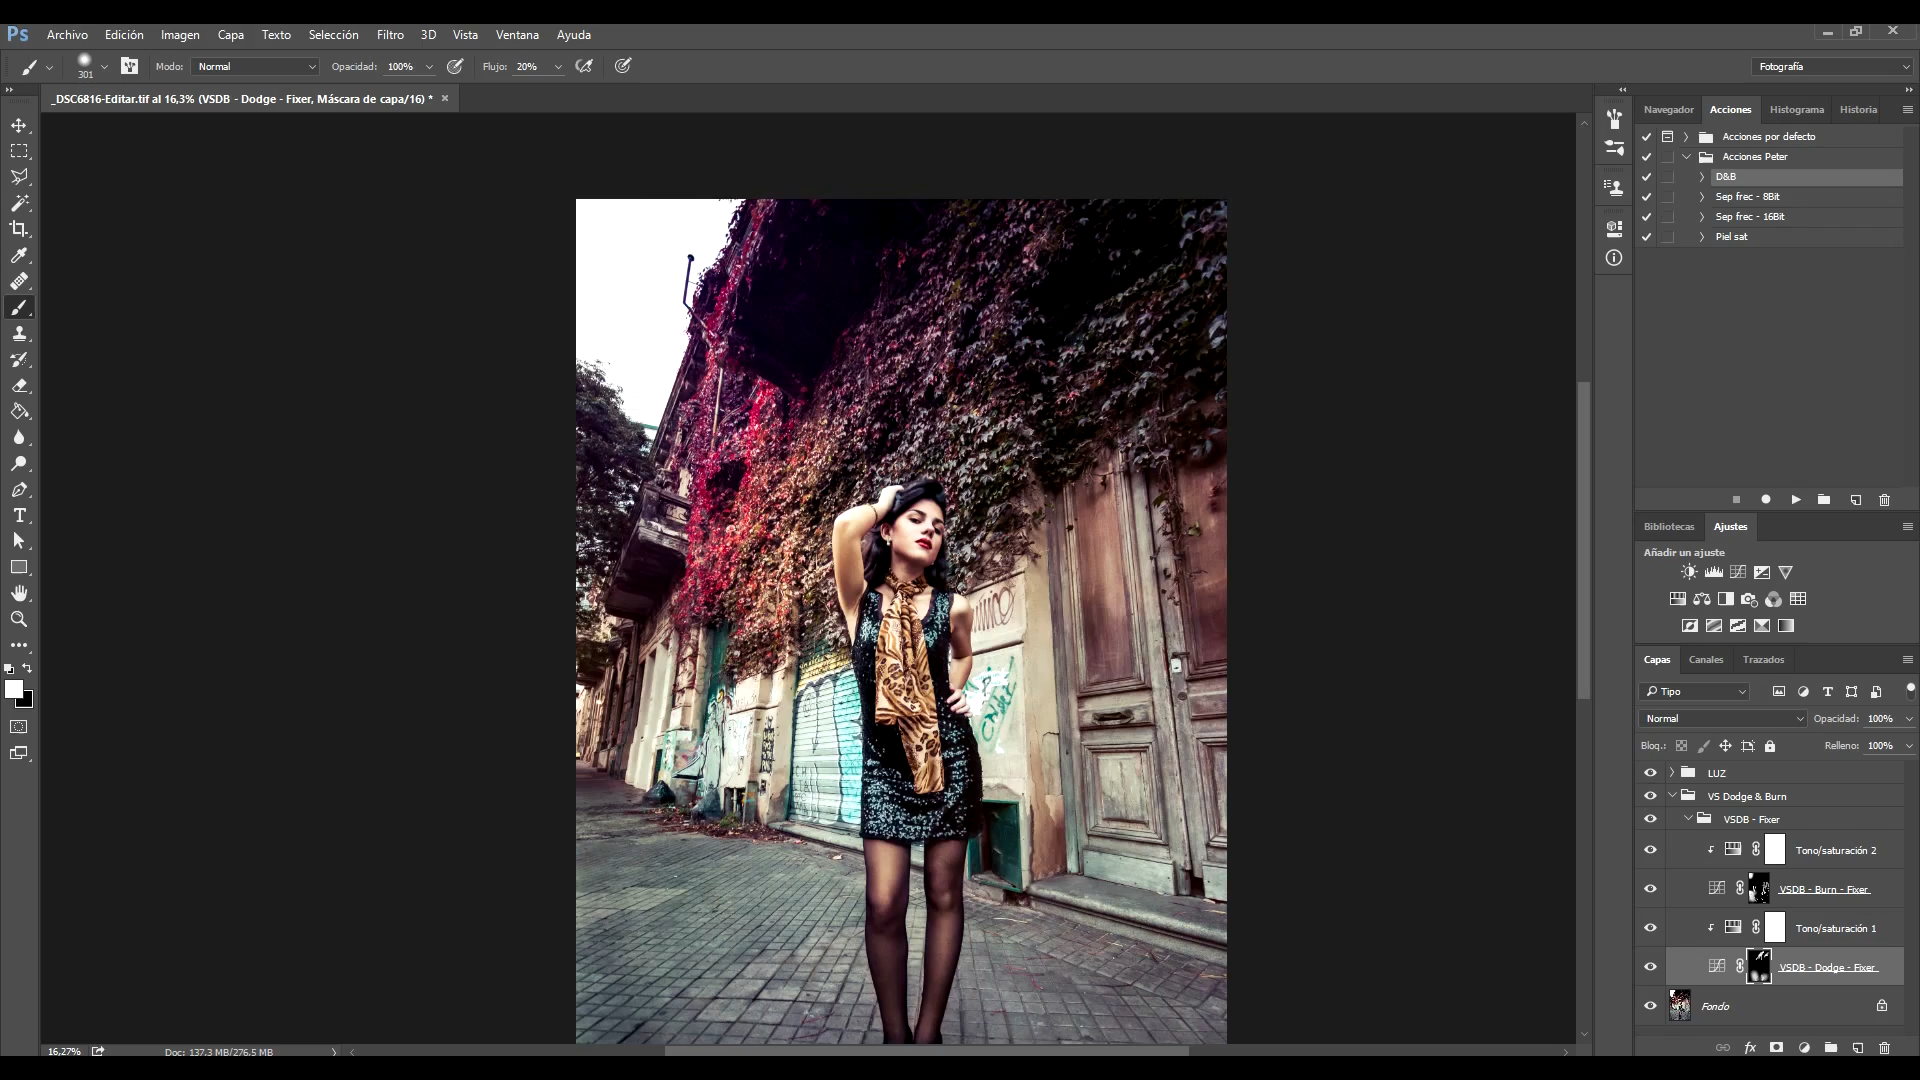 Ps Archivo Edición Imagen Capa Texto Selección Filtro 3D Vista Ventana Ayuda
301 Modo: Normal Opacidad: 100% Flujo: 20% Fotografía
_DSC6816-Editar.tif al 16,3% (VSDB - Dodge - Fixer, Máscara de capa/16) * ×
Navegador Acciones Histograma Historia
Acciones por defecto
Acciones Peter
D&B
Sep frec - 8Bit
Sep frec - 16Bit
Piel sat
Bibliotecas Ajustes
Añadir un ajuste
Capas Canales Trazados
Tipo
Normal Opacidad: 100%
Bloq.: Relleno: 100%
LUZ
VS Dodge & Burn
VSDB - Fixer
Tono/saturación 2
VSDB - Burn - Fixer
Tono/saturación 1
VSDB - Dodge - Fixer
Fondo
16,27% Doc: 137,3 MB/276,5 MB
fx